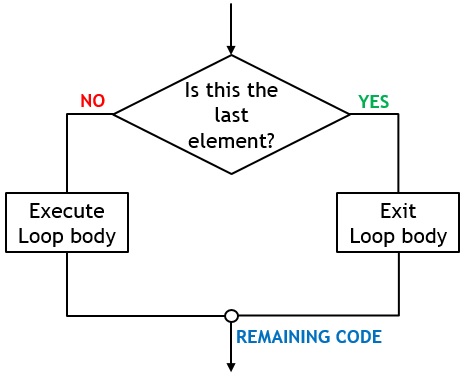 Is this the
last
element?
NO
YES
Execute
Loop body
Exit
Loop body
REMAINING CODE